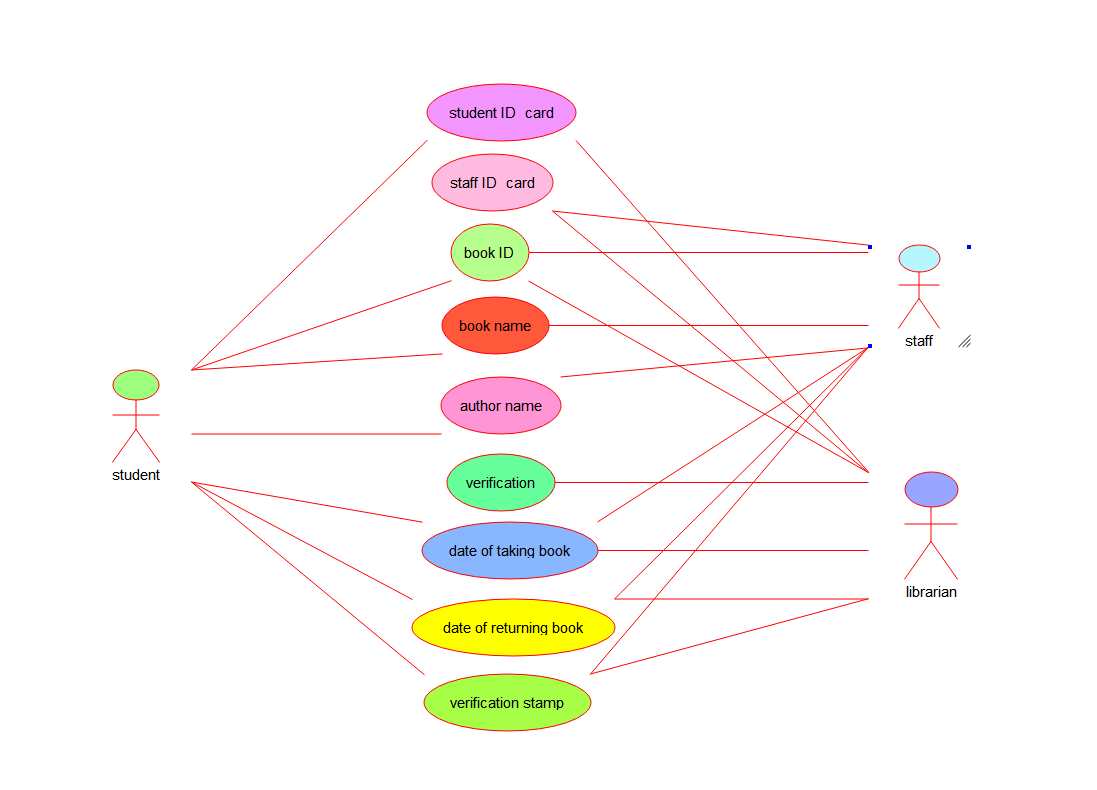 student ID  card
staff ID  card
book ID
book name
author name
verification
date of taking book
date of returning book
verification stamp
student
staff
librarian